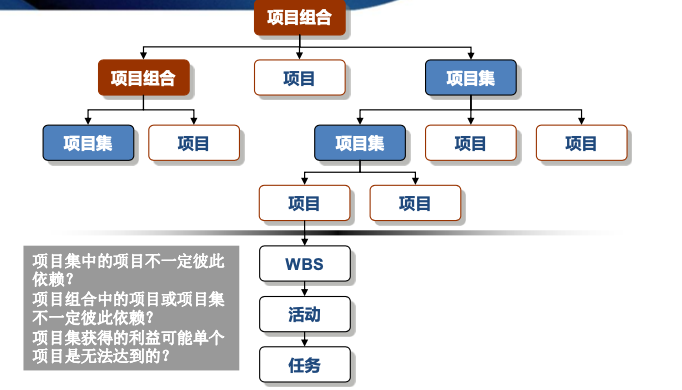 项目组合
项目组合
项目
项目集
项目集
项目
项目集
项目
项目
项目
项目
WBS
活动
任务
项目集中的项目不一定彼此
依赖？
项目组合中的项目或项目集
不一定彼此依赖？
项目集获得的利益可能单个
项目是无法达到的？